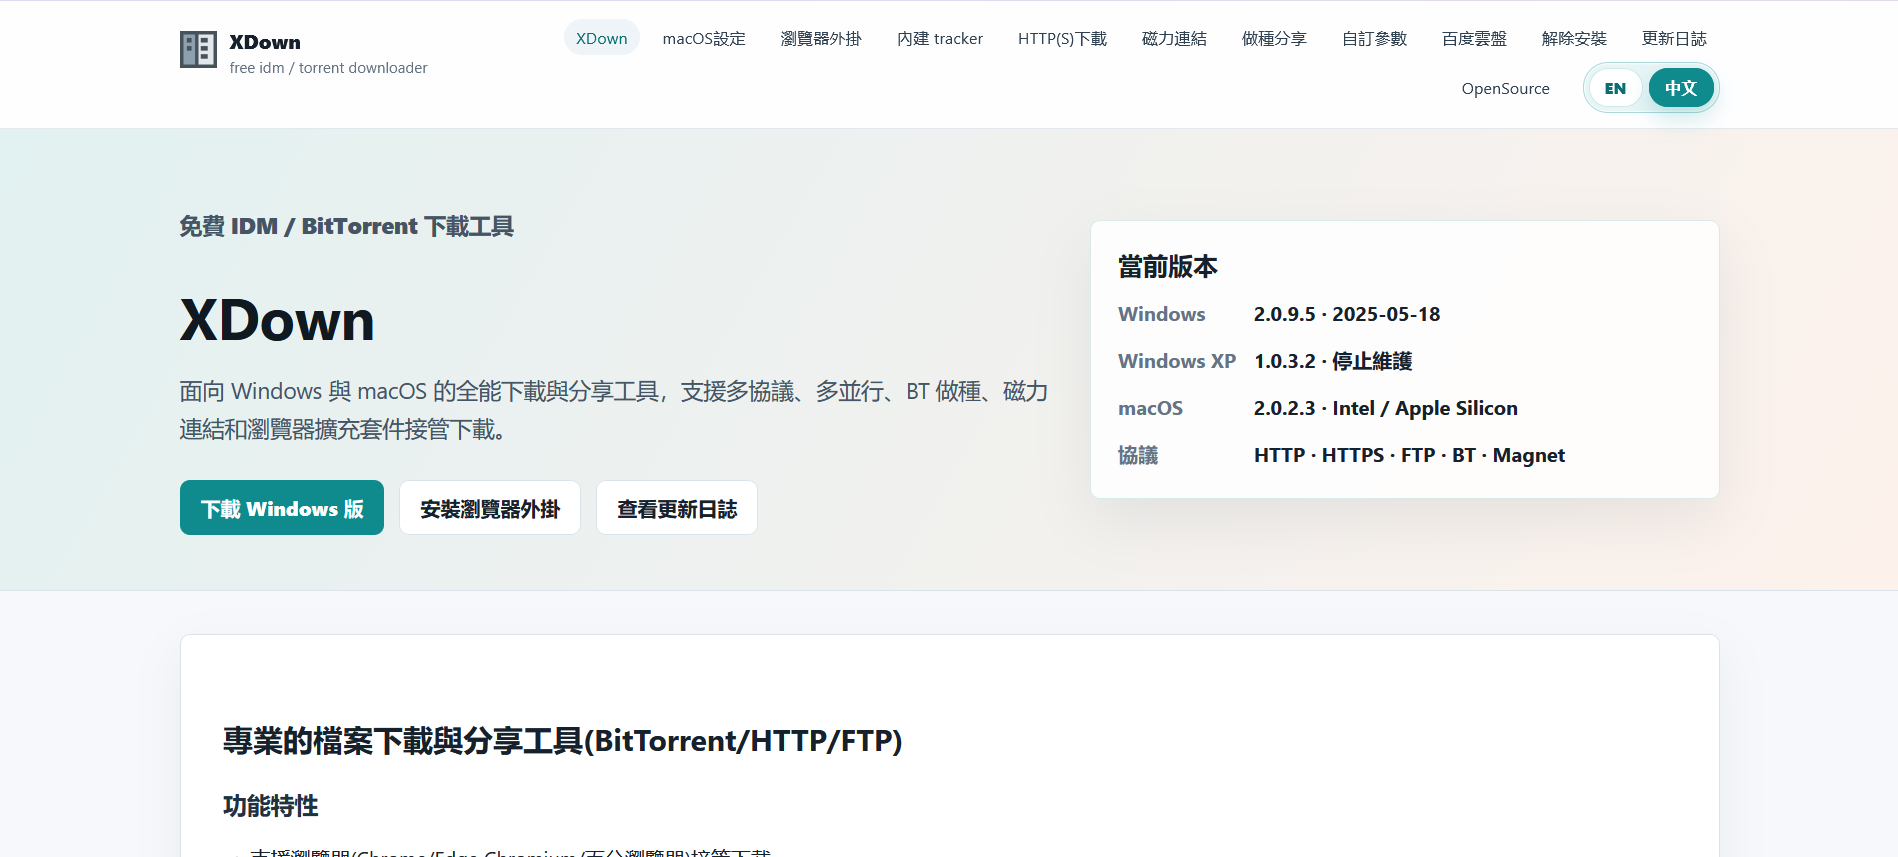 XDown
free idm / torrent downloader
XDown macOS設定 瀏覽器外掛 內建 tracker HTTP(S)下載 磁力連結 做種分享 自訂參數 百度雲盤 解除安裝 更新日誌
OpenSource EN 中文
免費 IDM / BitTorrent 下載工具
XDown
面向 Windows 與 macOS 的全能下載與分享工具，支援多協議、多並行、BT 做種、磁力
連結和瀏覽器擴充套件接管下載。
下載 Windows 版 安裝瀏覽器外掛 查看更新日誌
當前版本
Windows 2.0.9.5 · 2025-05-18
Windows XP 1.0.3.2 · 停止維護
macOS 2.0.2.3 · Intel / Apple Silicon
協議 HTTP · HTTPS · FTP · BT · Magnet
專業的檔案下載與分享工具(BitTorrent/HTTP/FTP)
功能特性